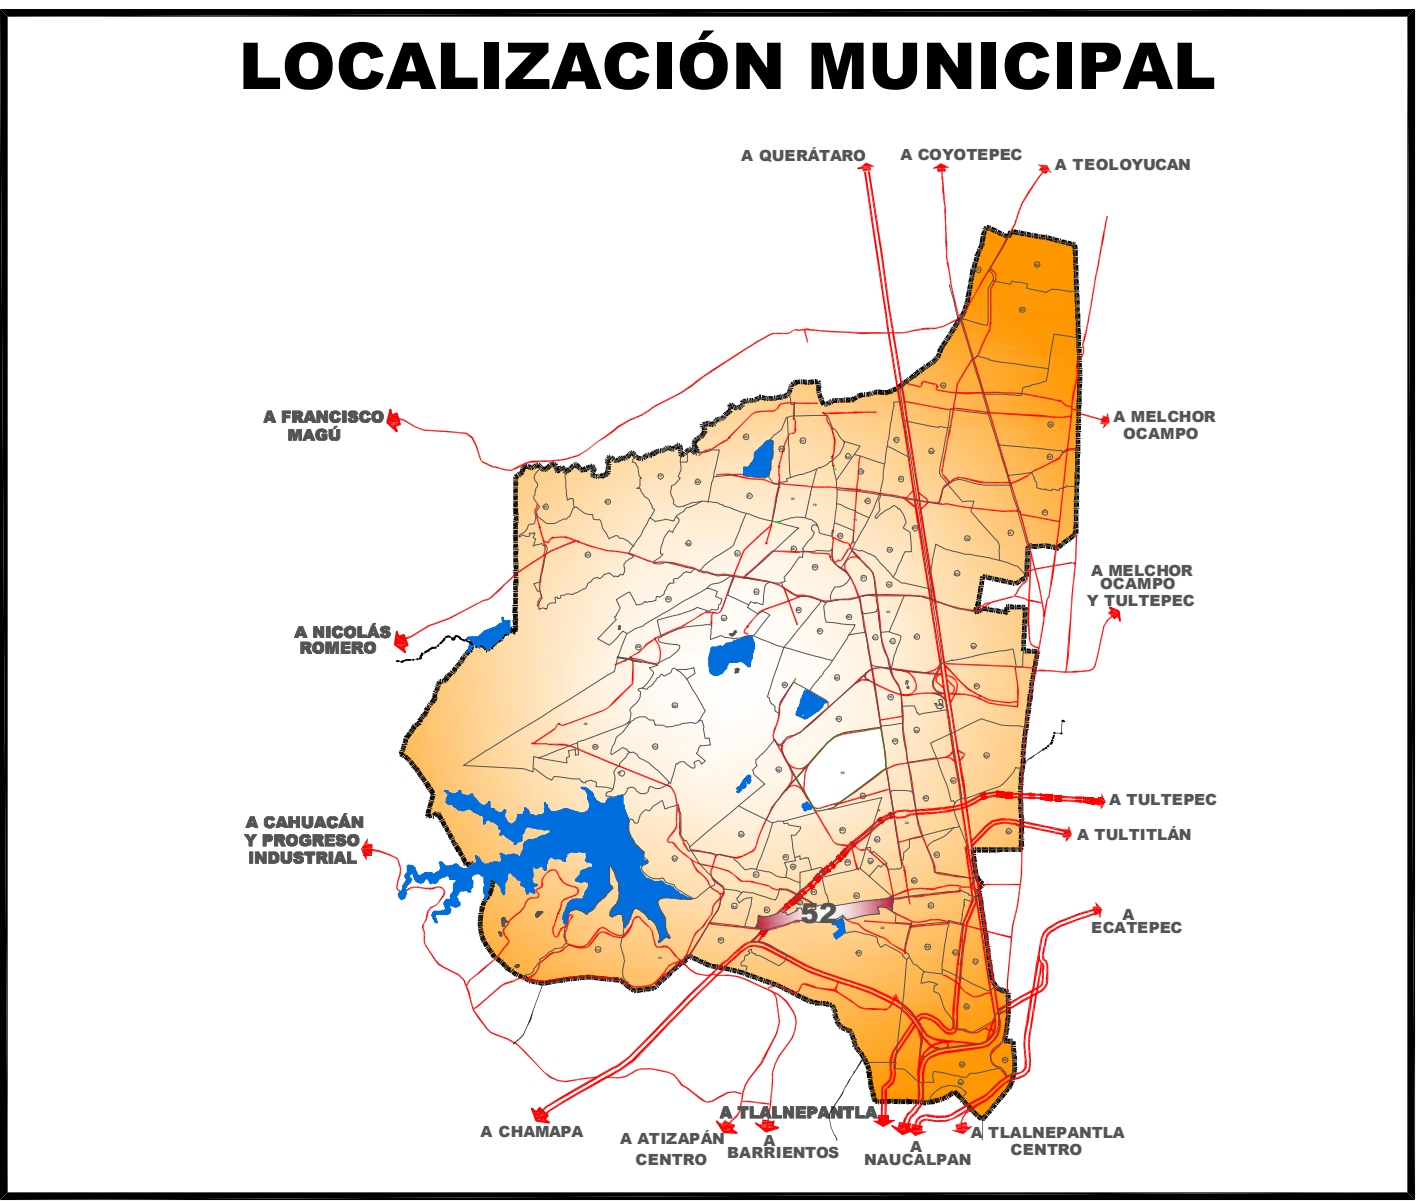 LOCALIZACIÓN MUNICIPAL
A QUERÁTARO
A COYOTEPEC
A TEOLOYUCAN
A FRANCISCO
MAGÚ
A MELCHOR
OCAMPO
A MELCHOR
OCAMPO
Y TULTEPEC
A NICOLÁS
ROMERO
A TULTEPEC
A TULTITLÁN
A CAHUACÁN
Y PROGRESO
INDUSTRIAL
52
A
ECATEPEC
A CHAMAPA
A ATIZAPÁN
CENTRO
A TLALNEPANTLA
A
BARRIENTOS
A
NAUCALPAN
A TLALNEPANTLA
CENTRO